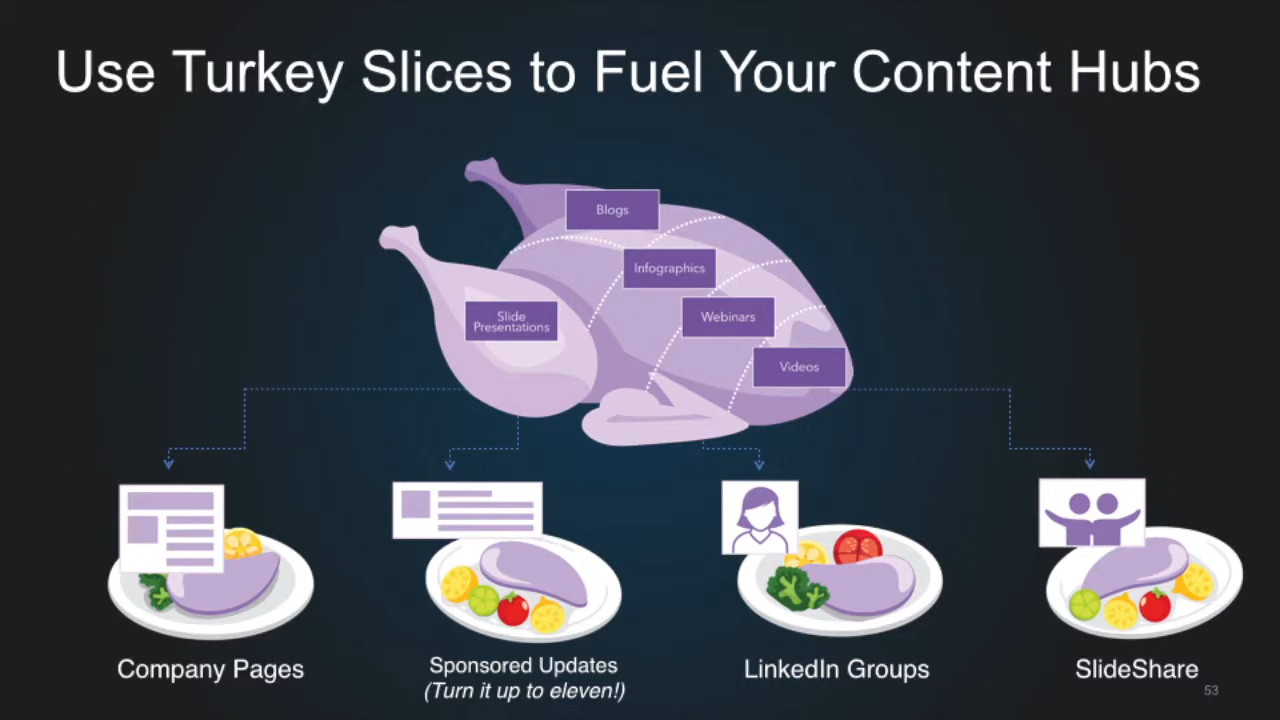 Use Turkey Slices to Fuel Your Content Hubs
Blogs
Infographics
Slide
Presentations
Webinars
Videos
Company Pages
Sponsored Updates
(Turn it up to eleven!)
LinkedIn Groups
SlideShare
53